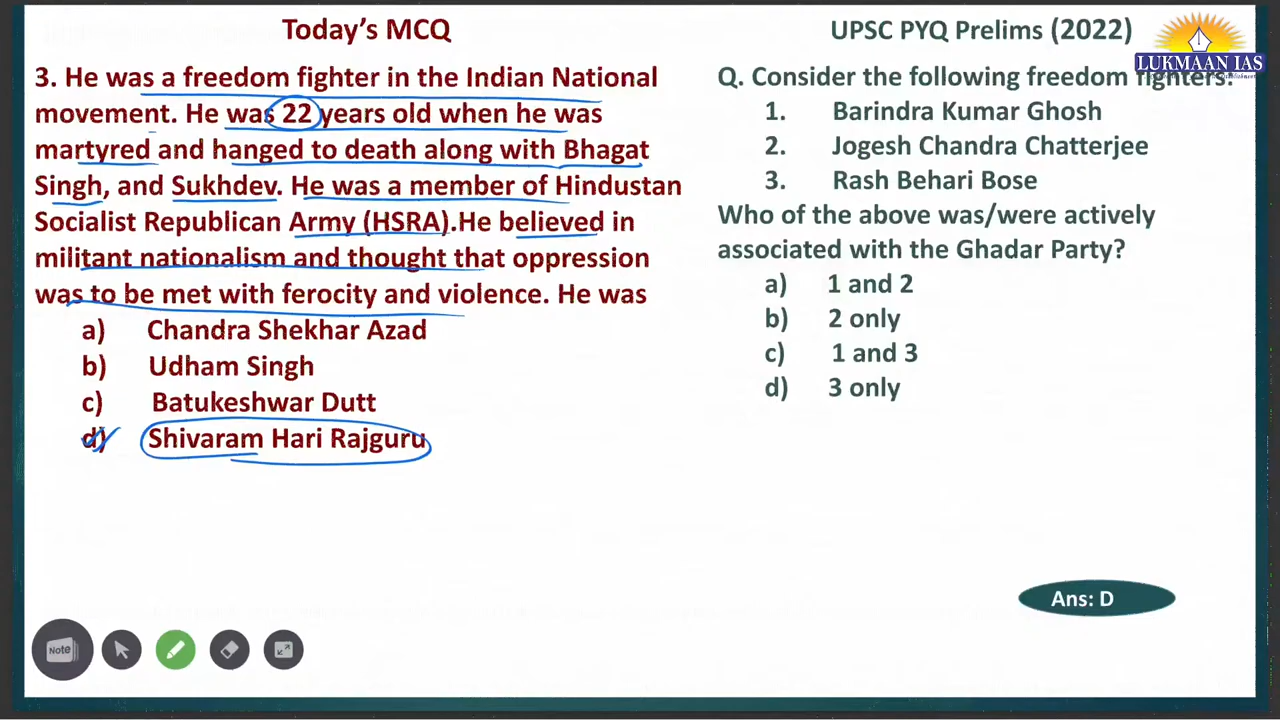 Today's MCQ
3. He was a freedom fighter in the Indian National
movement. He was 22 years old when he was
martyred and hanged to death along with Bhagat
Singh, and Sukhdev. He was a member of Hindustan
Socialist Republican Army (HSRA).He believed in
militant nationalism and thought that oppression
was to be met with ferocity and violence. He was
a) Chandra Shekhar Azad
b) Udham Singh
c) Batukeshwar Dutt
d) Shivaram Hari Rajguru
UPSC PYQ Prelims (2022)
LUKMAAN IAS
Q. Consider the following freedom fighters:
1. Barindra Kumar Ghosh
2. Jogesh Chandra Chatterjee
3. Rash Behari Bose
Who of the above was/were actively
associated with the Ghadar Party?
a) 1 and 2
b) 2 only
c) 1 and 3
d) 3 only
Ans: D
Note